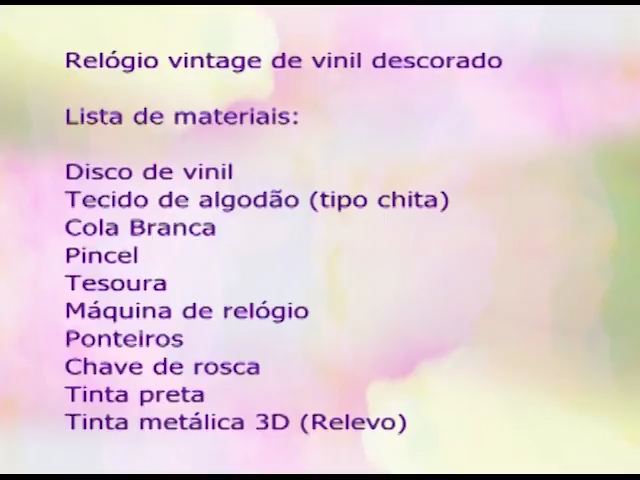 Relógio vintage de vinil descorado
Lista de materiais:
Disco de vinil
Tecido de algodão (tipo chita)
Cola Branca
Pincel
Tesoura
Máquina de relógio
Ponteiros
Chave de rosca
Tinta preta
Tinta metálica 3D (Relevo)